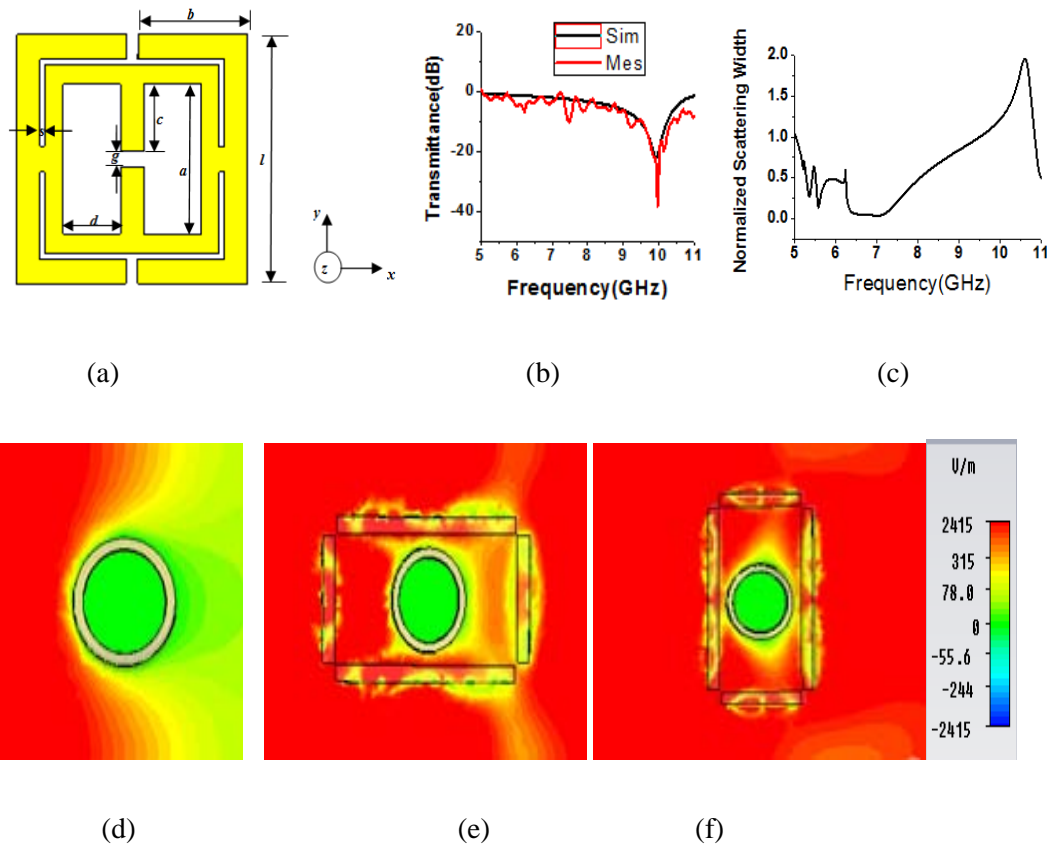 b
s
c
g
a
l
d
y
z
x
20
0
-20
-40
Transmittance(dB)
Sim
Mes
5 6 7 8 9 10 11
Frequency(GHz)
2.0
1.5
1.0
0.5
0.0
Normalized Scattering Width
5 6 7 8 9 10 11
Frequency(GHz)
(a)
(b)
(c)
V/m
2415
315
78.0
0
-55.6
-244
-2415
(d)
(e)
(f)